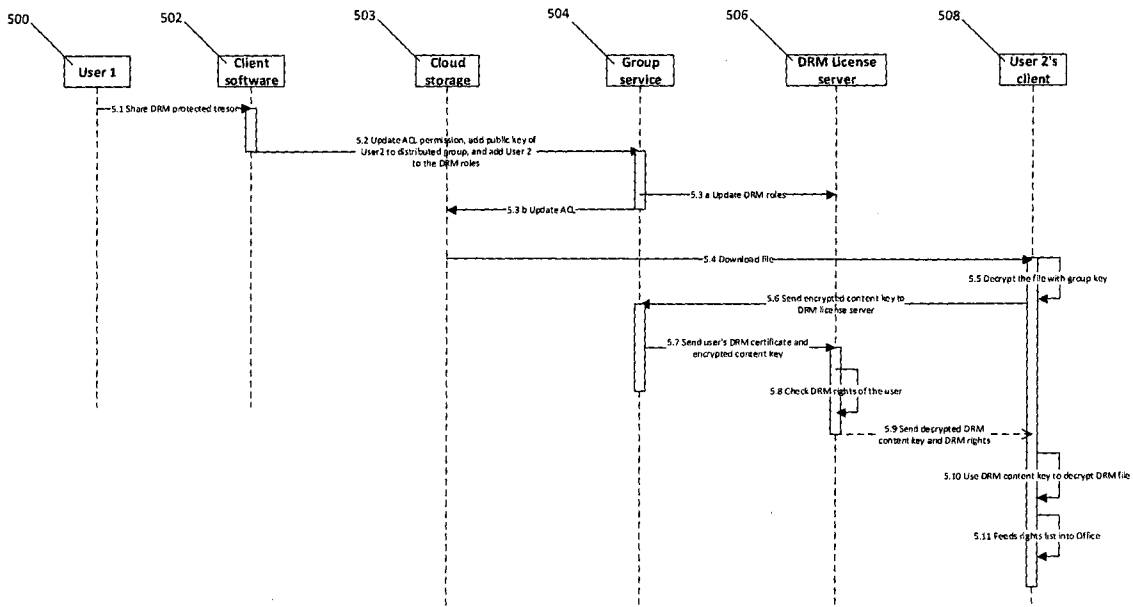 500
502
503
504
506
508
User 1
Client
software
Cloud
storage
Group
service
DRM License
server
User 2's
client
5.1 Share DRM protected tresor
5.2 Update ACL permission, add public key of
User2 to distributed group, and add User 2
to the DRM roles
5.3 a Update DRM roles
5.3 b Update ACL
5.4 Download file
5.5 Decrypt the file with group key
5.6 Send encrypted content key to
DRM license server
5.7 Send user's DRM certificate and
encrypted content key
5.8 Check DRM rights of the user
5.9 Send decrypted DRM
content key and DRM rights
5.10 Use DRM content key to decrypt DRM file
5.11 Feeds rights list into Office